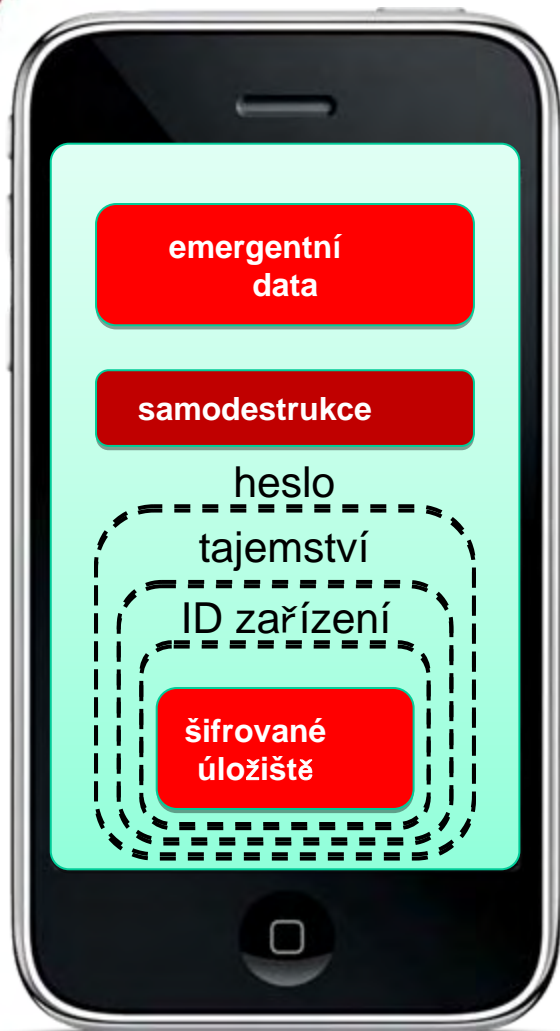 emergentní
data
samodestrukce
heslo
tajemství
ID zařízení
šifrované
úložiště